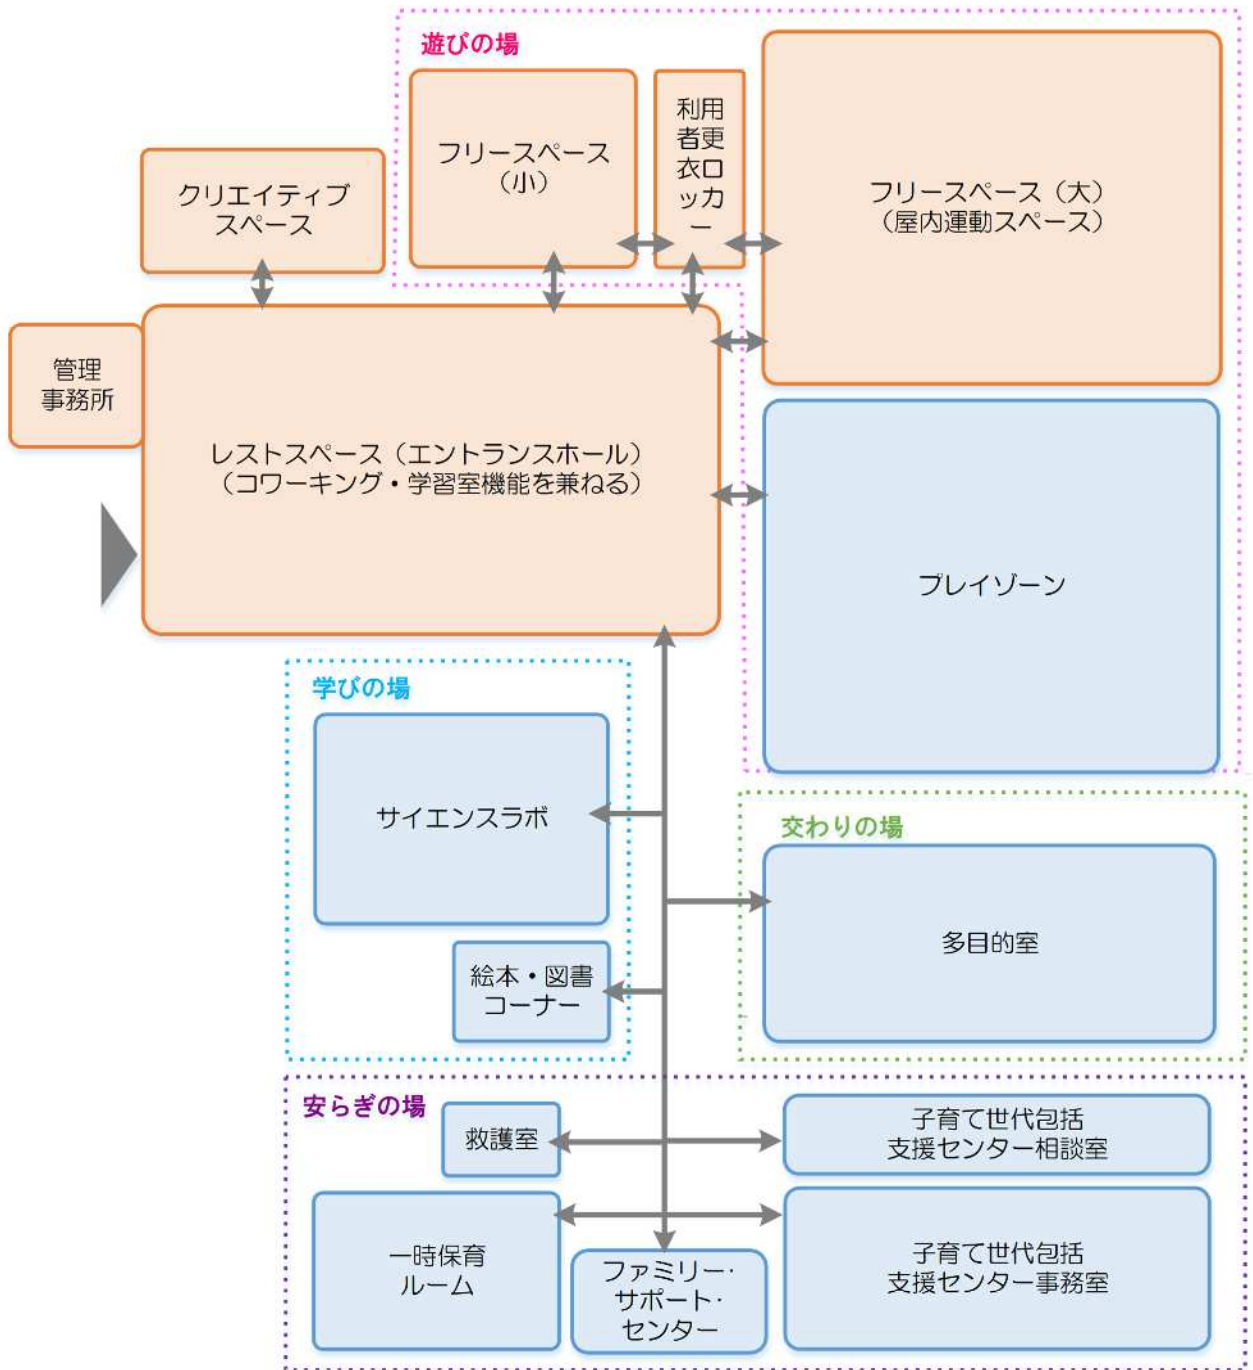 遊びの場
フリースペース
（小）
利用
者更
衣ロ
ッカ
ー
フリースペース（大）
（屋内運動スペース）
クリエイティブ
スペース
管理
事務所
レストスペース（エントランスホール）
（コワーキング・学習室機能を兼ねる）
プレイゾーン
学びの場
サイエンスラボ
絵本・図書
コーナー
交わりの場
多目的室
安らぎの場
救護室
子育て世代包括
支援センター相談室
一時保育
ルーム
ファミリー・
サポート・
センター
子育て世代包括
支援センター事務室